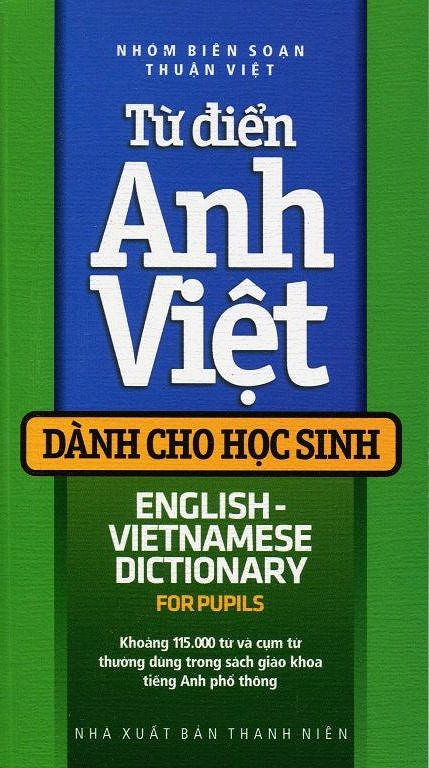 NHÓM BIÊN SOẠN
THUẬN VIỆT
Từ điển
Anh
Việt
DÀNH CHO HỌC SINH
ENGLISH-
VIETNAMESE
DICTIONARY
FOR PUPILS
Khoảng 115.000 từ và cụm từ
thường dùng trong sách giáo khoa
tiếng Anh phổ thông
NHÀ XUẤT BẢN THANH NIÊN